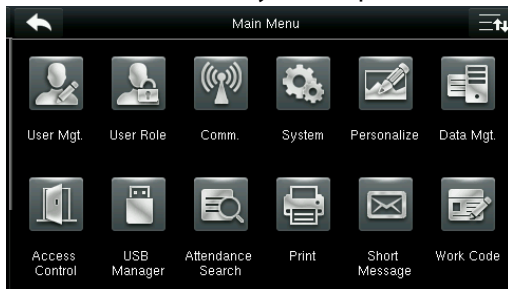 Main Menu
User Mgt.
User Role
Comm.
System
Personalize
Data Mgt.
Access
Control
USB
Manager
Attendance
Search
Print
Short
Message
Work Code